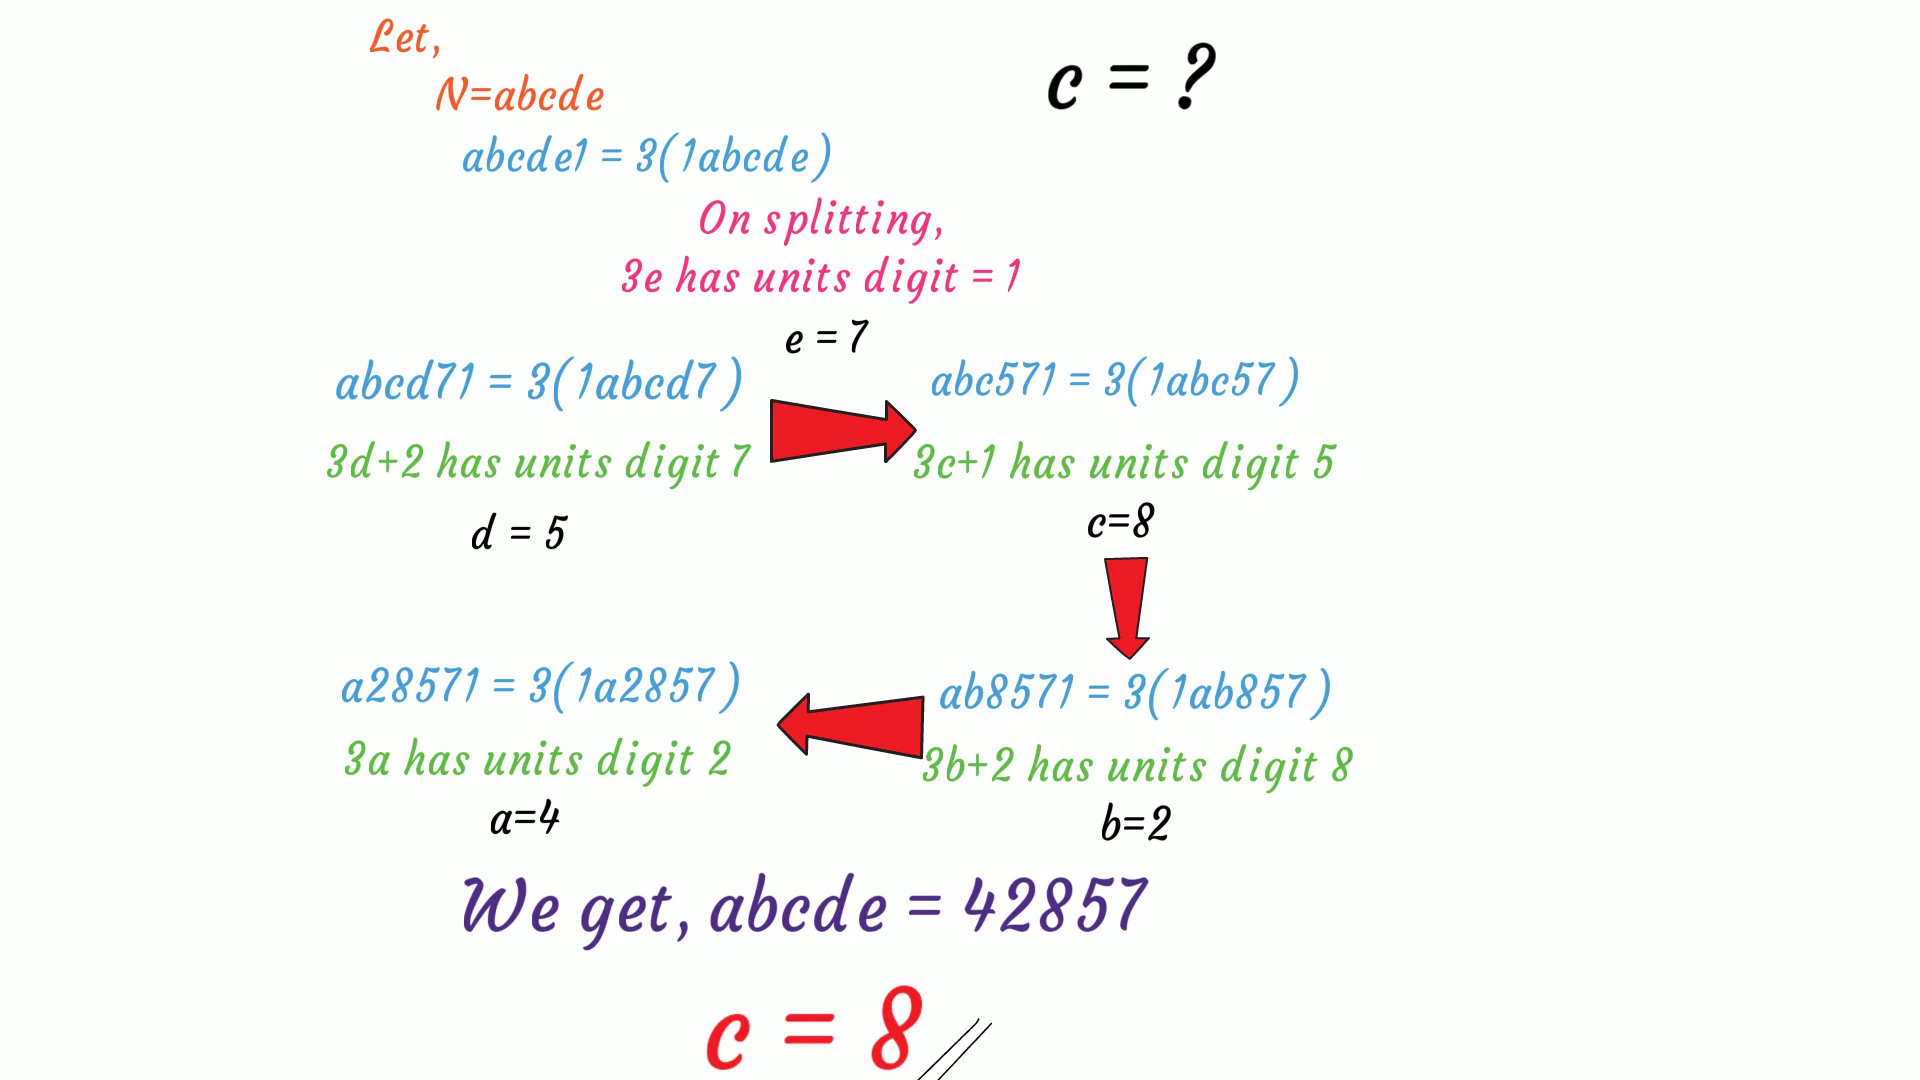 Let,
N=abcde
c = ?
abcde1 = 3(1abcde)
On splitting,
3e has units digit = 1
e = 7
abcd71 = 3(1abcd7)
3d+2 has units digit 7
d = 5
abc571 = 3(1abc57)
3c+1 has units digit 5
c=8
ab8571 = 3(1ab857)
3b+2 has units digit 8
b=2
a28571 = 3(1a2857)
3a has units digit 2
a=4
We get, abcde = 42857
c = 8